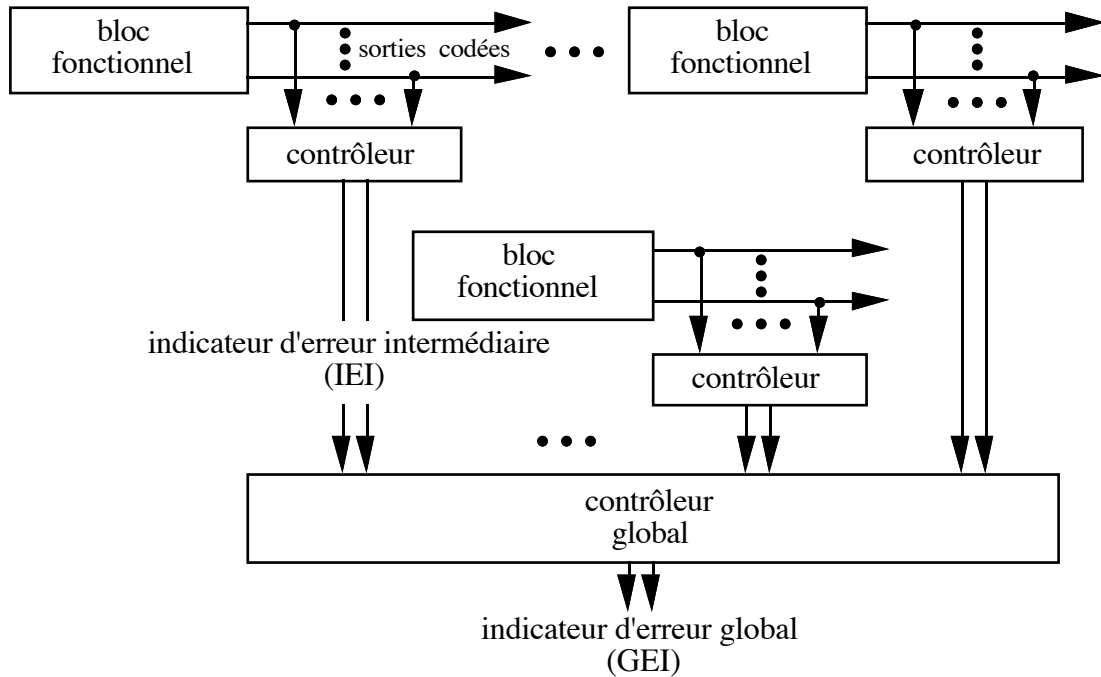 bloc
fonctionnel
sorties codées
bloc
fonctionnel
contrôleur
contrôleur
bloc
fonctionnel
indicateur d'erreur intermédiaire
(IEI)
contrôleur
contrôleur
global
indicateur d'erreur global
(GEI)